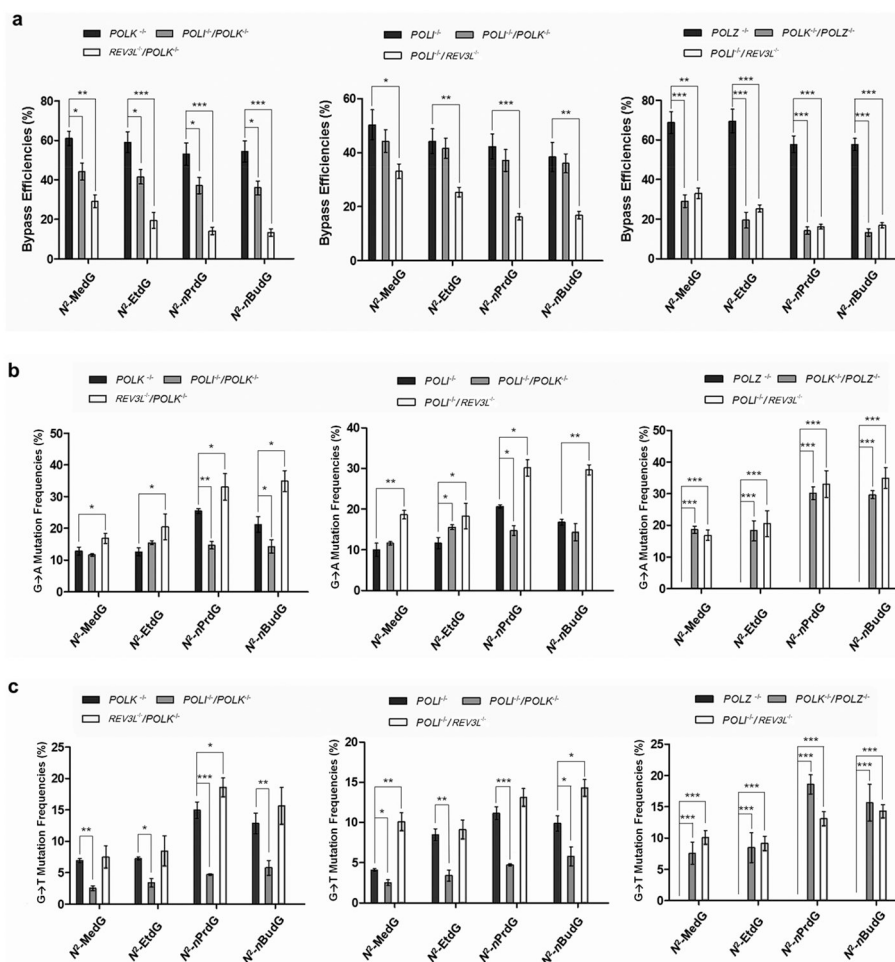 a
POLK-/- POLI-/-/POLK-/-
REV3L-/-/POLK-/-
Bypass Efficiencies (%)
80
60
40
20
0
** *** *** ***
* * * *
N2-MedG N2-EtdG N2-nPrdG N2-nBudG
POLI-/- POLI-/-/POLK-/-
POLI-/-/REV3L-/-
Bypass Efficiencies (%)
60
40
20
0
* ** *** **
N2-MedG N2-EtdG N2-nPrdG N2-nBudG
POLZ-/- POLK-/-/POLZ-/-
POLI-/-/REV3L-/-
Bypass Efficiencies (%)
80
60
40
20
0
** *** *** ***
*** *** *** ***
N2-MedG N2-EtdG N2-nPrdG N2-nBudG
b
POLK -/- POLI-/-/POLK-/-
REV3L-/-/POLK-/-
G→A Mutation Frequencies (%)
50
40
30
20
10
0
* * * *
** *
N2-MedG N2-EtdG N2-nPrdG N2-nBudG
POLI-/- POLI-/-/POLK-/-
POLI-/-/REV3L-/-
G→A Mutation Frequencies (%)
40
30
20
10
0
** * * **
* *
N2-MedG N2-EtdG N2-nPrdG N2-nBudG
POLZ -/- POLK-/-/POLZ-/-
POLI-/-/REV3L-/-
G→A Mutation Frequencies (%)
50
40
30
20
10
0
*** *** *** ***
*** *** *** ***
N2-MedG N2-EtdG N2-nPrdG N2-nBudG
c
POLK -/- POLI-/-/POLK-/-
REV3L-/-/POLK-/-
G→T Mutation Frequencies (%)
25
20
15
10
5
0
** * *** * **
N2-MedG N2-EtdG N2-nPrdG N2-nBudG
POLI-/- POLI-/-/POLK-/-
POLI-/-/REV3L-/-
G→T Mutation Frequencies (%)
20
15
10
5
0
** ** *** *
* *
N2-MedG N2-EtdG N2-nPrdG N2-nBudG
POLZ -/- POLK-/-/POLZ-/-
POLI-/-/REV3L-/-
G→T Mutation Frequencies (%)
25
20
15
10
5
0
*** *** *** ***
*** *** *** ***
N2-MedG N2-EtdG N2-nPrdG N2-nBudG